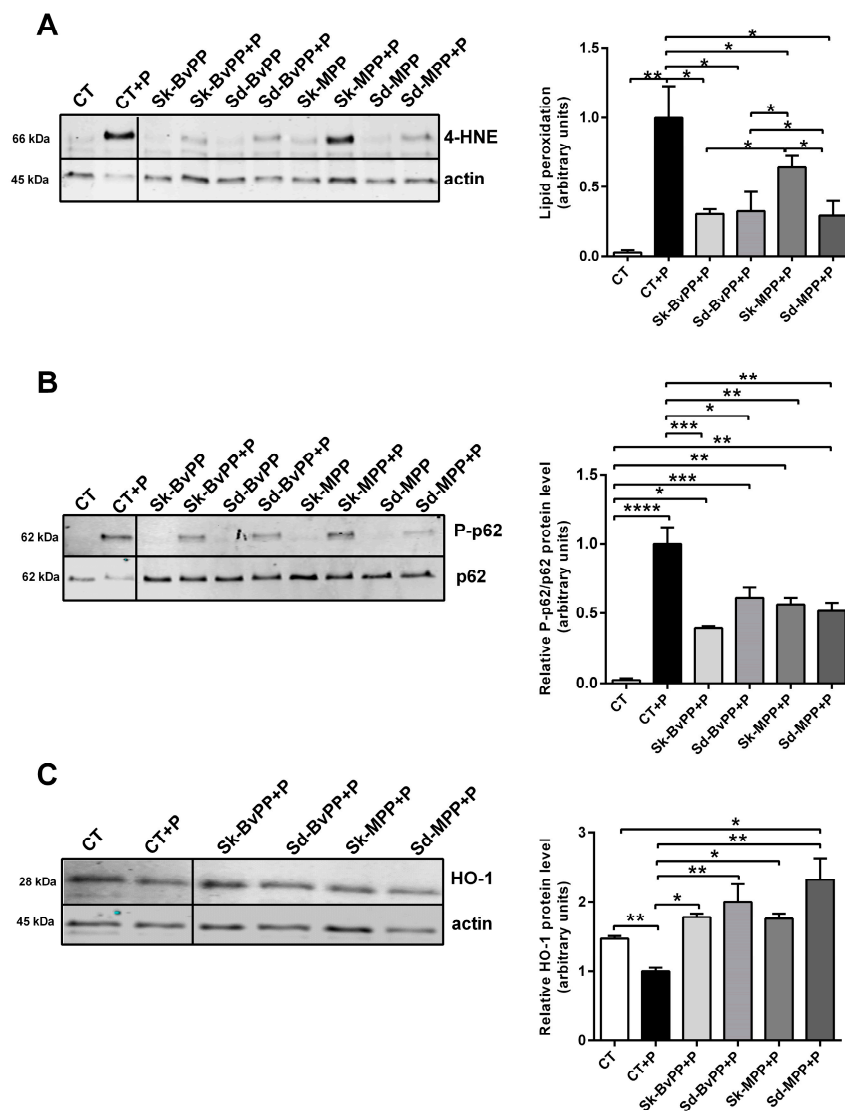 A
CT
CT+P
Sk-BvPP
Sk-BvPP+P
Sd-BvPP
Sd-BvPP+P
Sk-MPP
Sk-MPP+P
Sd-MPP
Sd-MPP+P
66 kDa
4-HNE
45 kDa
actin
Lipid peroxidation
(arbitrary units)
1.5
1.0
0.5
0.0
*
*
*
** *
*
*
* *
CT
CT+P
Sk-BvPP+P
Sd-BvPP+P
Sk-MPP+P
Sd-MPP+P
B
CT
CT+P
Sk-BvPP
Sk-BvPP+P
Sd-BvPP
Sd-BvPP+P
Sk-MPP
Sk-MPP+P
Sd-MPP
Sd-MPP+P
62 kDa
P-p62
62 kDa
p62
Relative P-p62/p62 protein level
(arbitrary units)
1.5
1.0
0.5
0.0
**
**
*
***
**
**
***
*
****
CT
CT+P
Sk-BvPP+P
Sd-BvPP+P
Sk-MPP+P
Sd-MPP+P
C
CT
CT+P
Sk-BvPP+P
Sd-BvPP+P
Sk-MPP+P
Sd-MPP+P
28 kDa
HO-1
45 kDa
actin
Relative HO-1 protein level
(arbitrary units)
3
2
1
0
*
**
*
**
*
**
CT
CT+P
Sk-BvPP+P
Sd-BvPP+P
Sk-MPP+P
Sd-MPP+P